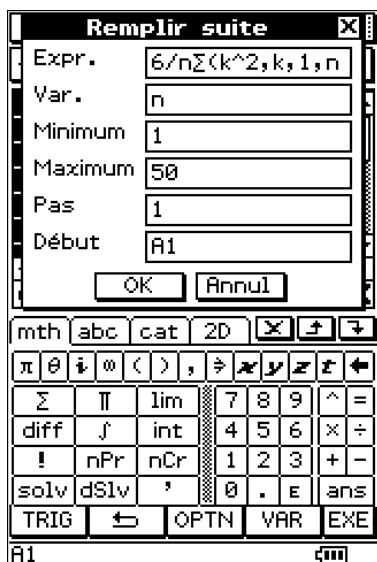 Remplir suite
Expr. 6/nΣ(k^2,k,1,n
Var. n
Minimum 1
Maximum 50
Pas 1
Début A1
OK Annul
mth abc cat 2D
π θ i ∞ ( ) , ⇒ x y z t ←
Σ Π lim 7 8 9 ^ =
diff ∫ int 4 5 6 × ÷
! nPr nCr 1 2 3 + −
solv dSlv ' 0 . E ans
TRIG OPTN VAR EXE
A1